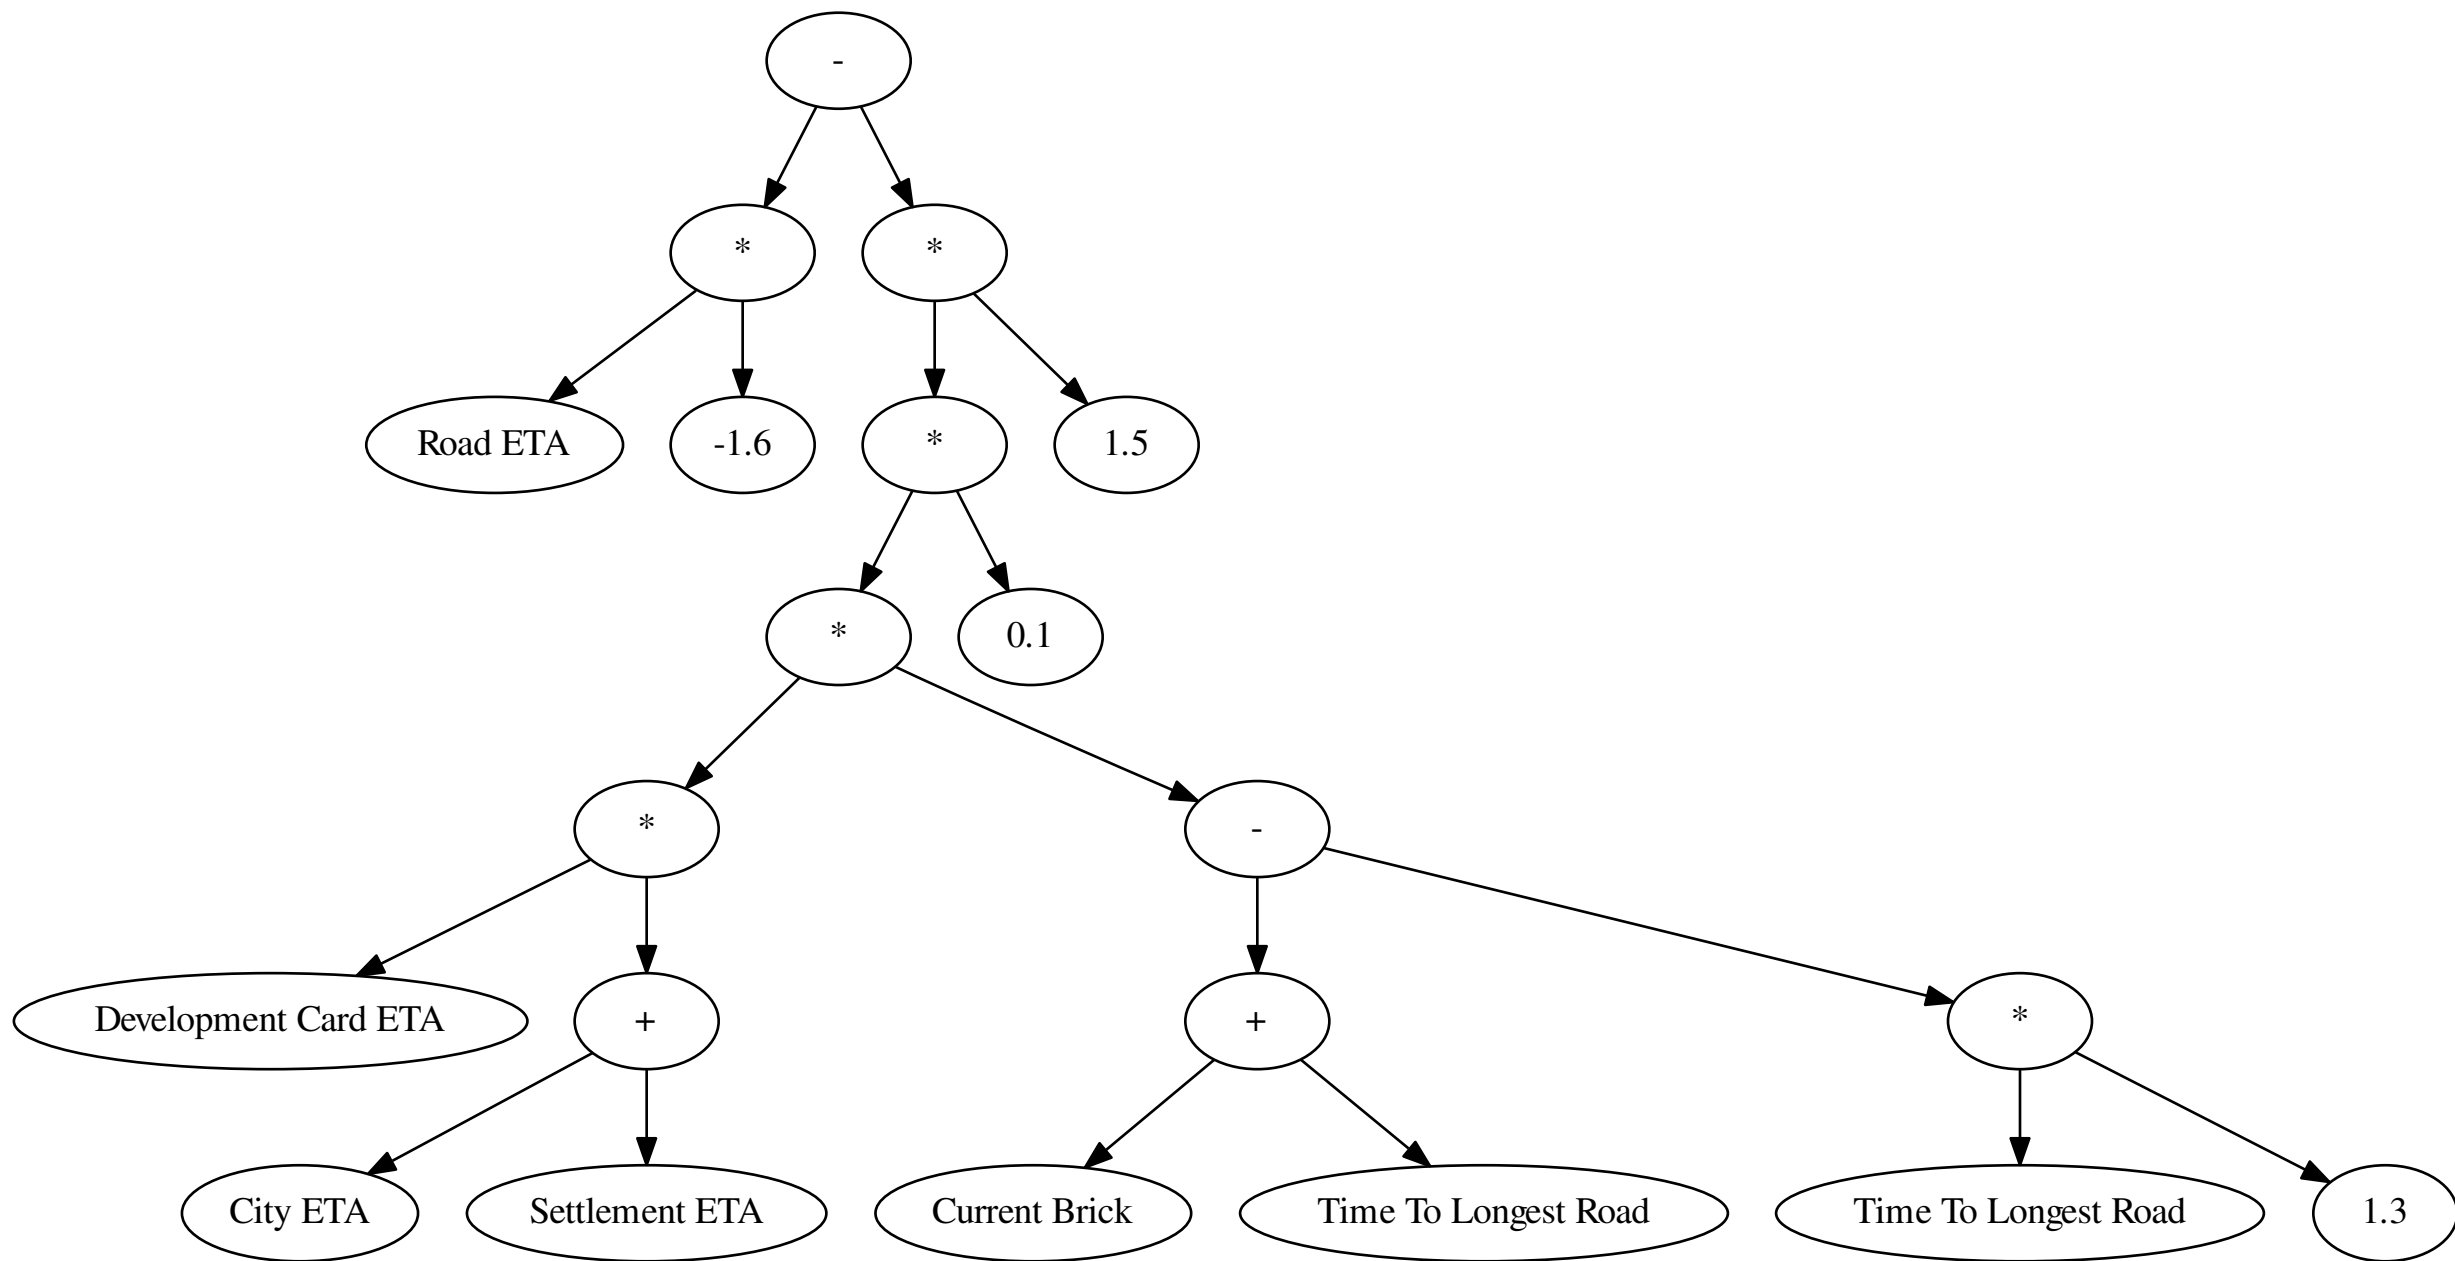 -
*
*
Road ETA
-1.6
*
1.5
*
0.1
*
-
Development Card ETA
+
+
*
City ETA
Settlement ETA
Current Brick
Time To Longest Road
Time To Longest Road
1.3